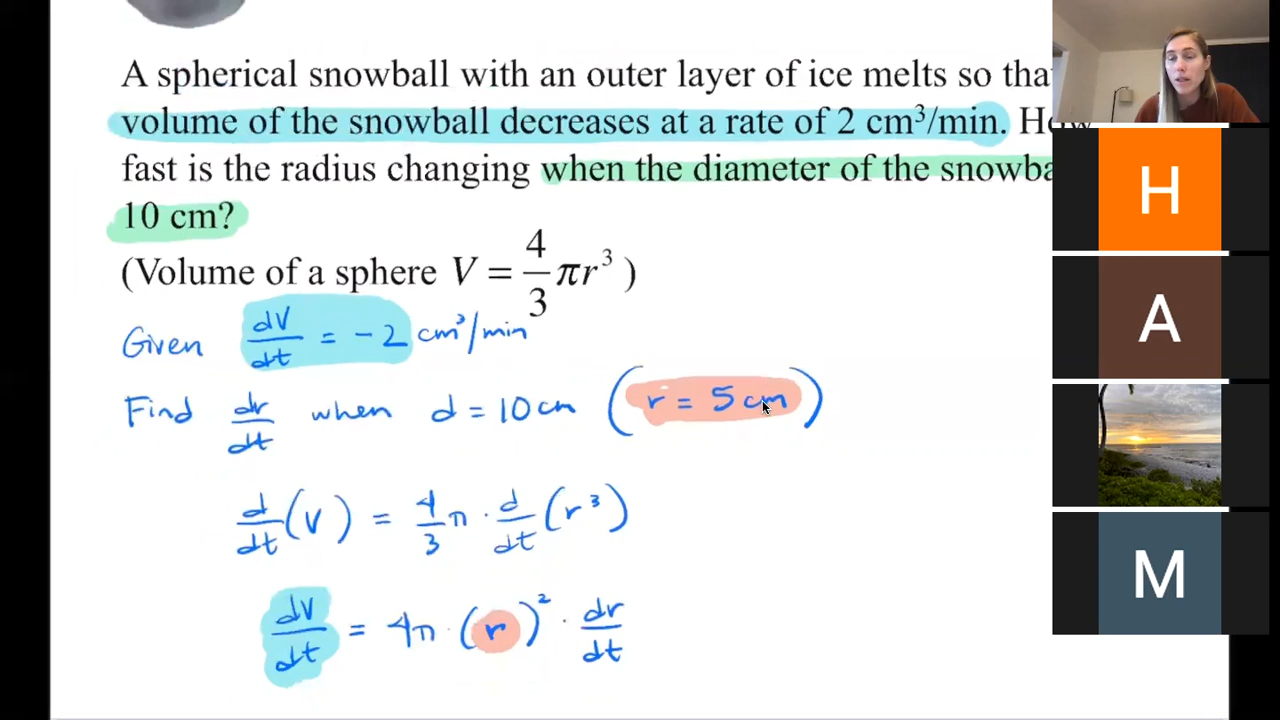 A spherical snowball with an outer layer of ice melts so tha
volume of the snowball decreases at a rate of 2 cm³/min. How
fast is the radius changing when the diameter of the snowba
10 cm?
(Volume of a sphere V = 4/3 πr³ )
Given dV/dt = -2 cm³/min
Find dr/dt when d = 10 cm (r = 5 cm)
d/dt (V) = 4/3 π · d/dt (r³)
dV/dt = 4π · (r)² · dr/dt
H
A
M